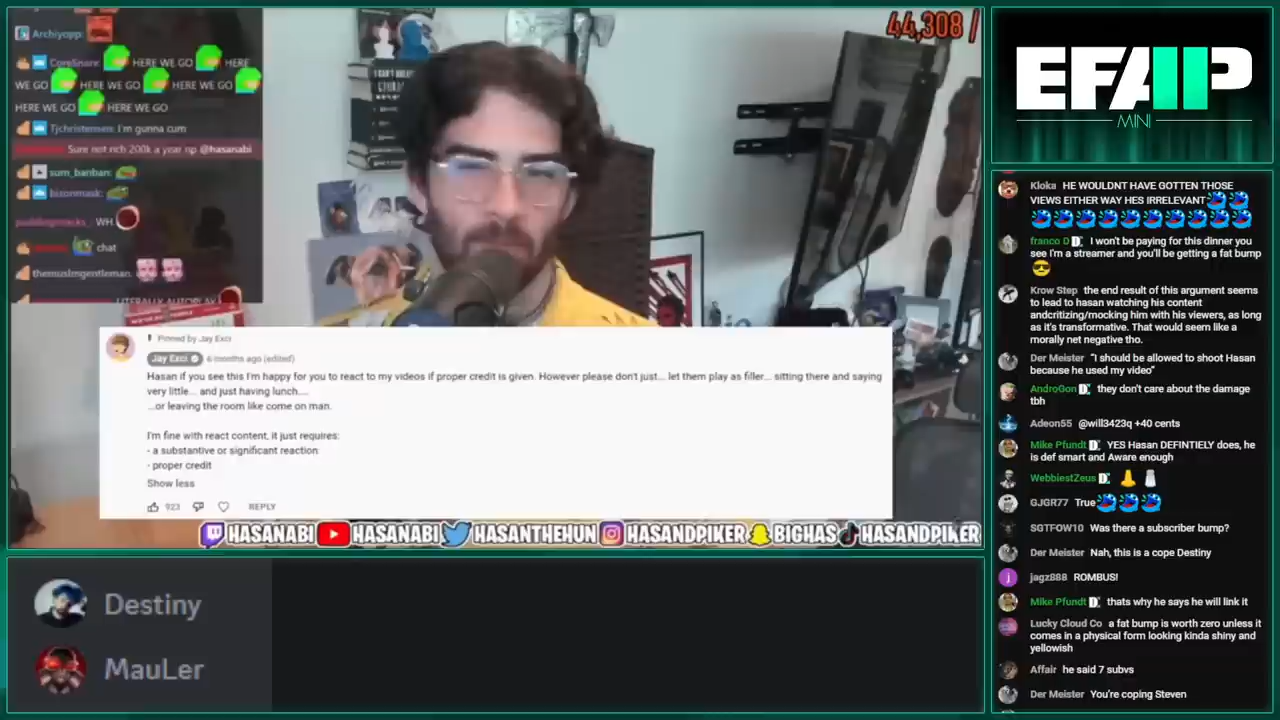 Archiyopp:
44,308 /
CoreSnare: HERE WE GO HERE
WE GO HERE WE GO HERE WE GO
HERE WE GO HERE WE GO
Tjchristensen: I'm gunna cum
Sure not rich 200k a year np @hasanabi
sum_banban:
bizonmask:
WH
chat
themuslmgentleman:
LITERALLY AUTOPLAY
Pinned by Jay Exci
Jay Exci 6 months ago (edited)
Hasan if you see this I'm happy for you to react to my videos if proper credit is given. However please don't just... let them play as filler... sitting there and saying
very little... and just having lunch....
...or leaving the room like come on man.
I'm fine with react content, it just requires:
- a substantive or significant reaction
- proper credit
Show less
923 REPLY
HASANABI HASANABI HASANTHEHUN HASANDPIKER BIGHAS HASANDPIKER
Destiny
MauLer
EFAP
MINI
Kloka HE WOULDNT HAVE GOTTEN THOSE
VIEWS EITHER WAY HES IRRELEVANT
franco D I won't be paying for this dinner you
see I'm a streamer and you'll be getting a fat bump
Krow Step the end result of this argument seems
to lead to hasan watching his content
andcritizing/mocking him with his viewers, as long
as it's transformative. That would seem like a
morally net negative tho.
Der Meister "I should be allowed to shoot Hasan
because he used my video"
AndroGon they don't care about the damage
tbh
Adeon55 @will3423q +40 cents
Mike Pfundt YES Hasan DEFINTIELY does, he
is def smart and Aware enough
WebbiestZeus
GJGR77 True
SGTFOW10 Was there a subscriber bump?
Der Meister Nah, this is a cope Destiny
jagz888 ROMBUS!
Mike Pfundt thats why he says he will link it
Lucky Cloud Co a fat bump is worth zero unless it
comes in a physical form looking kinda shiny and
yellowish
Affair he said 7 subvs
Der Meister You're coping Steven